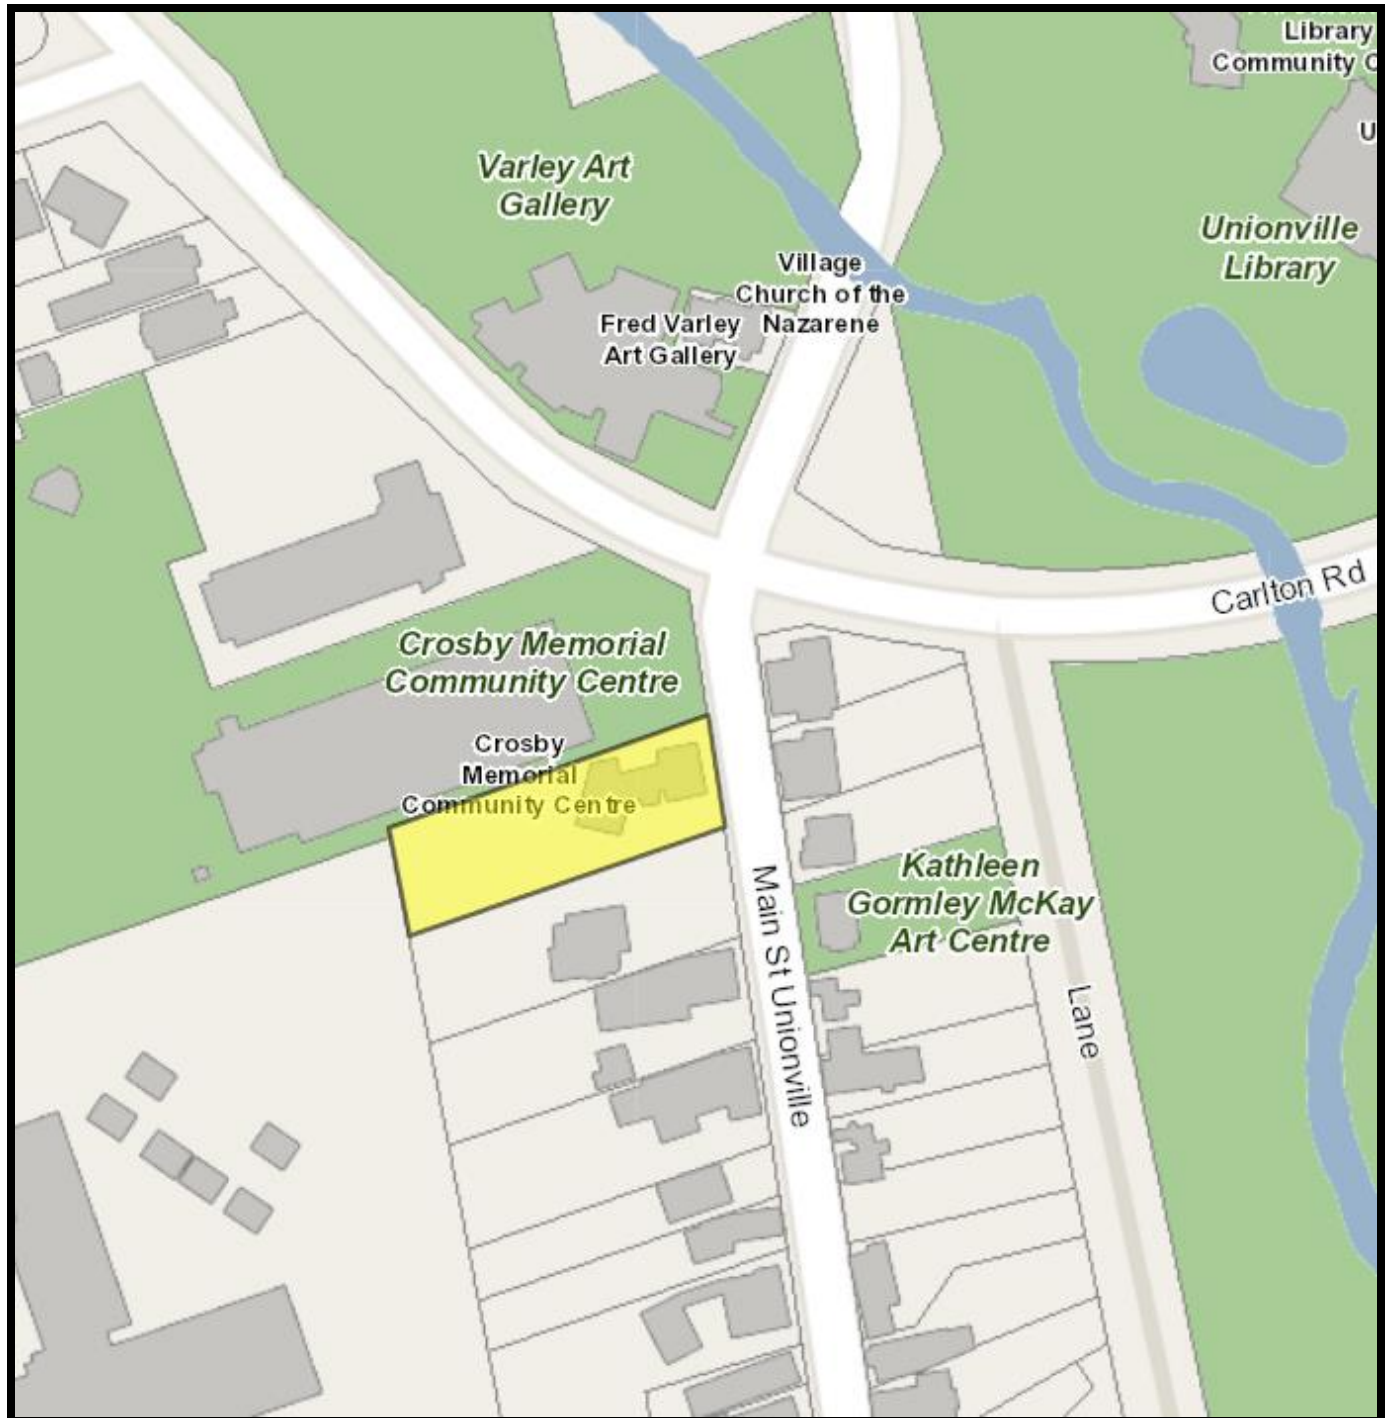 Library
Community C
U
Varley Art
Gallery
Unionville
Library
Village
Church of the
Nazarene
Fred Varley
Art Gallery
Carlton Rd
Crosby Memorial
Community Centre
Crosby
Memorial
Community Centre
Kathleen
Gormley McKay
Art Centre
Main St Unionville
Lane